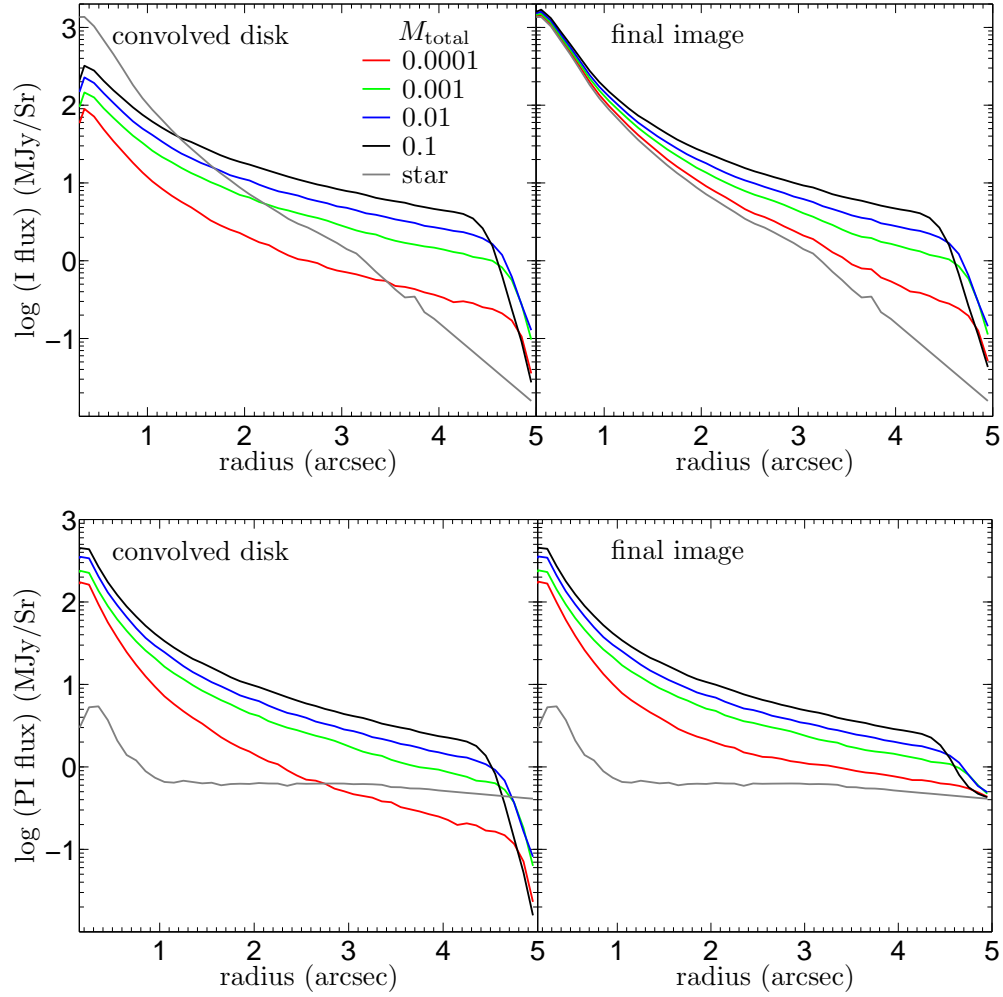 convolved disk
M_total
0.0001
0.001
0.01
0.1
star
final image
log (I flux) (MJy/Sr)
3
2
1
0
−1
1 2 3 4 5
1 2 3 4 5
radius (arcsec)
radius (arcsec)
convolved disk
final image
log (PI flux) (MJy/Sr)
3
2
1
0
−1
1 2 3 4 5
1 2 3 4 5
radius (arcsec)
radius (arcsec)